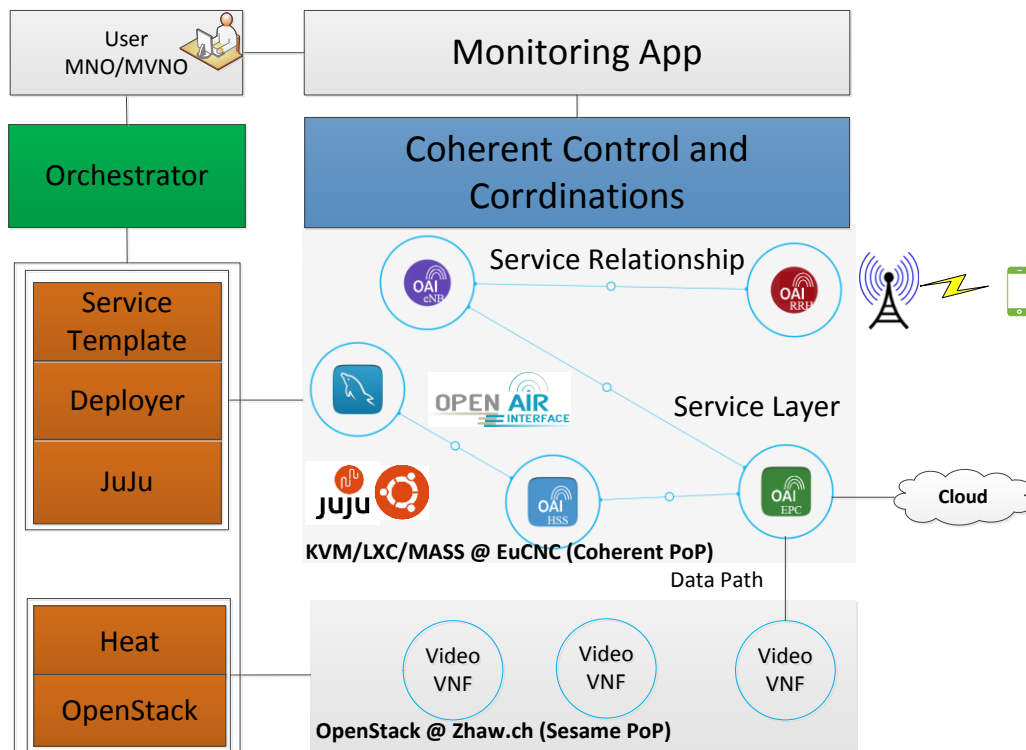 User
MNO/MVNO
Monitoring App
Orchestrator
Coherent Control and
Corrdinations
Service Relationship
OAI
eNB
OAI
RRH
Service
Template
Deployer
JuJu
OPEN AIR
INTERFACE
Service Layer
juju
OAI
HSS
OAI
EPC
Cloud
KVM/LXC/MASS @ EuCNC (Coherent PoP)
Data Path
Heat
OpenStack
Video
VNF
Video
VNF
Video
VNF
OpenStack @ Zhaw.ch (Sesame PoP)